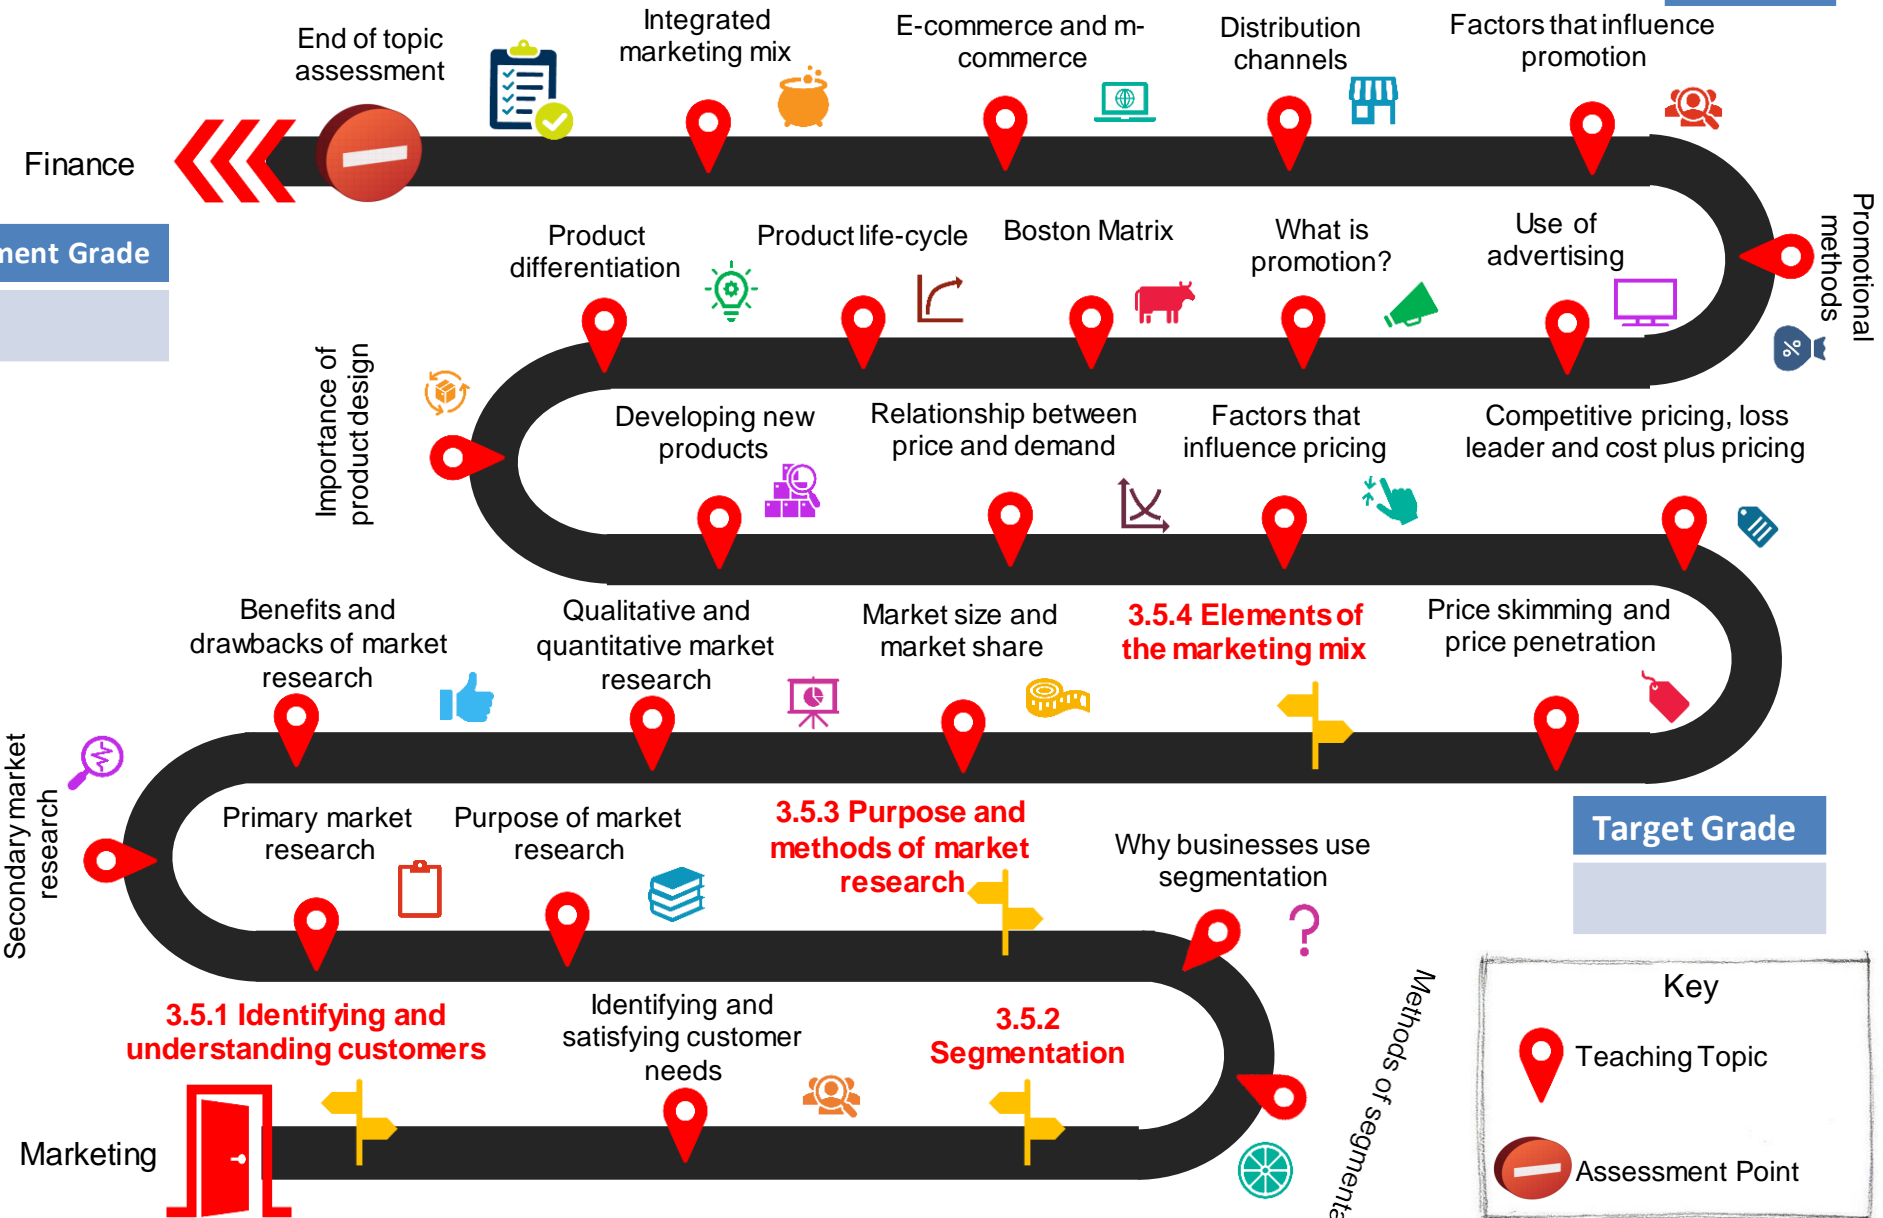 End of topic
assessment
Integrated
marketing mix
E-commerce and m-
commerce
Distribution
channels
Factors that influence
promotion
Finance
Promotional
methods
ment Grade
Product
differentiation
Product life-cycle
Boston Matrix
What is
promotion?
Use of
advertising
%
Importance of
product design
Developing new
products
Relationship between
price and demand
Factors that
influence pricing
Competitive pricing, loss
leader and cost plus pricing
Benefits and
drawbacks of market
research
Qualitative and
quantitative market
research
Market size and
market share
3.5.4 Elements of
the marketing mix
Price skimming and
price penetration
Secondary market
research
Primary market
research
Purpose of market
research
3.5.3 Purpose and
methods of market
research
Why businesses use
segmentation
?
Target Grade
3.5.1 Identifying and
understanding customers
Identifying and
satisfying customer
needs
3.5.2
Segmentation
Methods of segmenta
Marketing
Key
Teaching Topic
Assessment Point